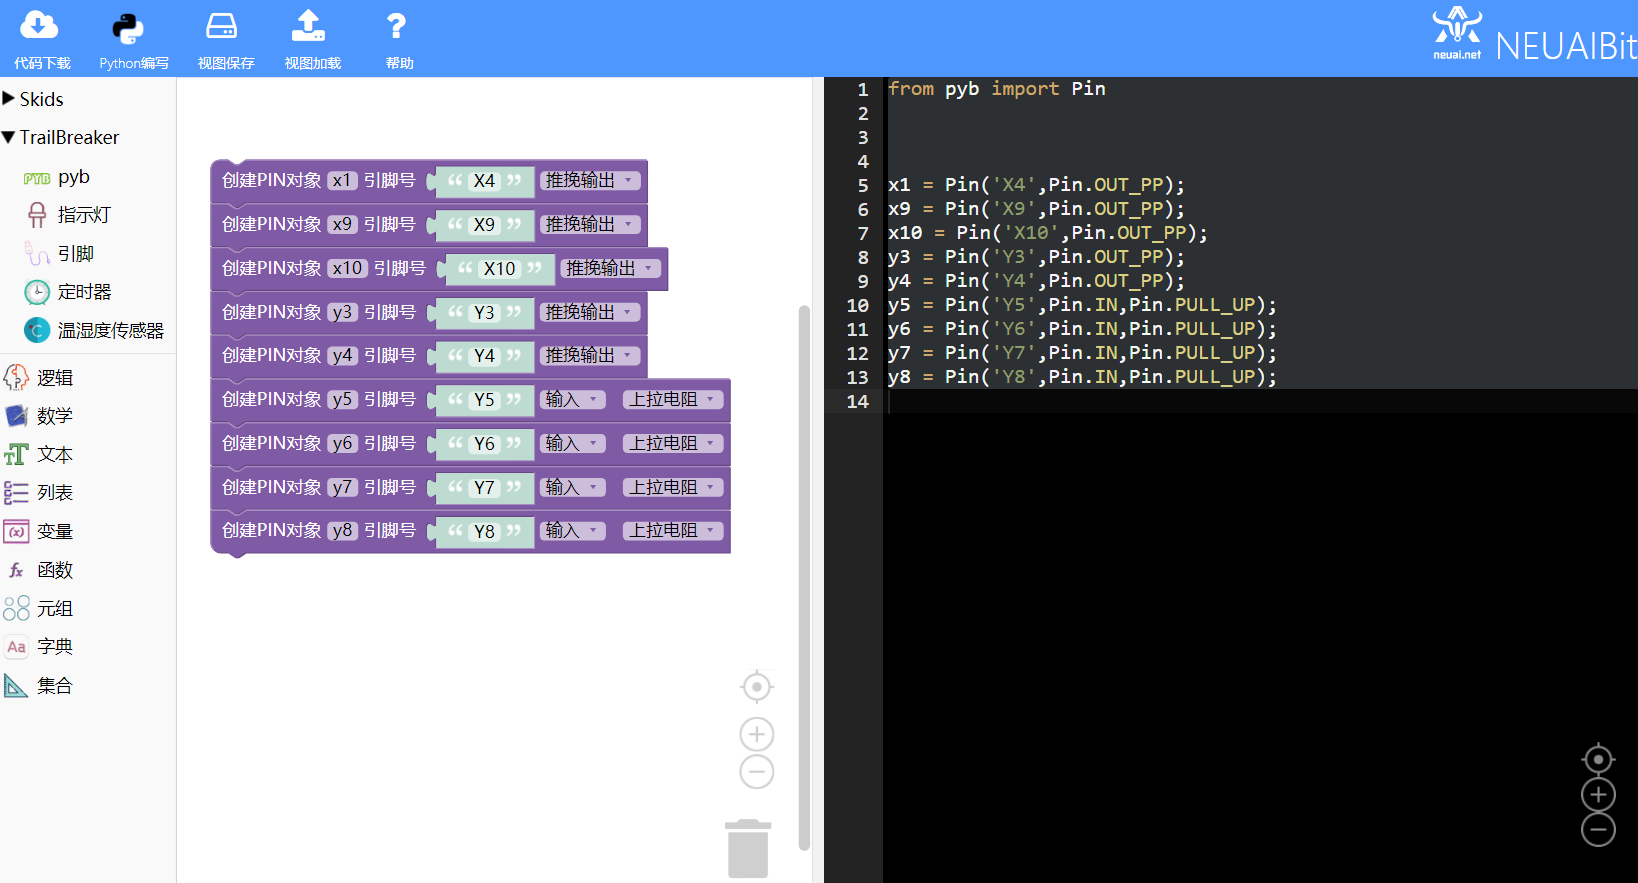 代码下载 Python编写 视图保存 视图加载 帮助
neuai.net NEUAIBit
Skids
TrailBreaker
PYB pyb
指示灯
引脚
定时器
C 温湿度传感器
逻辑
数学
TT 文本
列表
(x) 变量
fx 函数
元组
Aa 字典
集合
创建PIN对象 x1 引脚号 “ X4 ” 推挽输出
创建PIN对象 x9 引脚号 “ X9 ” 推挽输出
创建PIN对象 x10 引脚号 “ X10 ” 推挽输出
创建PIN对象 y3 引脚号 “ Y3 ” 推挽输出
创建PIN对象 y4 引脚号 “ Y4 ” 推挽输出
创建PIN对象 y5 引脚号 “ Y5 ” 输入 上拉电阻
创建PIN对象 y6 引脚号 “ Y6 ” 输入 上拉电阻
创建PIN对象 y7 引脚号 “ Y7 ” 输入 上拉电阻
创建PIN对象 y8 引脚号 “ Y8 ” 输入 上拉电阻
1 from pyb import Pin
2
3
4
5 x1 = Pin('X4',Pin.OUT_PP);
6 x9 = Pin('X9',Pin.OUT_PP);
7 x10 = Pin('X10',Pin.OUT_PP);
8 y3 = Pin('Y3',Pin.OUT_PP);
9 y4 = Pin('Y4',Pin.OUT_PP);
10 y5 = Pin('Y5',Pin.IN,Pin.PULL_UP);
11 y6 = Pin('Y6',Pin.IN,Pin.PULL_UP);
12 y7 = Pin('Y7',Pin.IN,Pin.PULL_UP);
13 y8 = Pin('Y8',Pin.IN,Pin.PULL_UP);
14